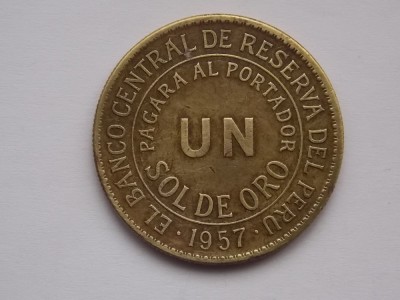 EL BANCO CENTRAL DE RESERVA DEL PERU
PAGARA AL PORTADOR
UN
SOL DE ORO
· 1957 ·